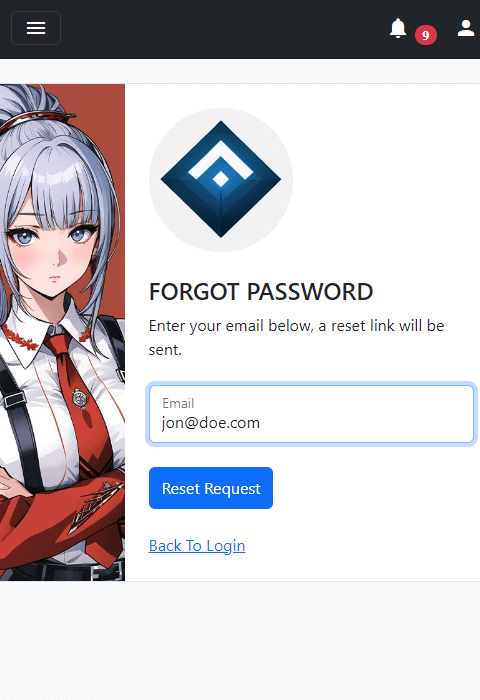 9
FORGOT PASSWORD
Enter your email below, a reset link will be
sent.
Email
jon@doe.com
Reset Request
Back To Login